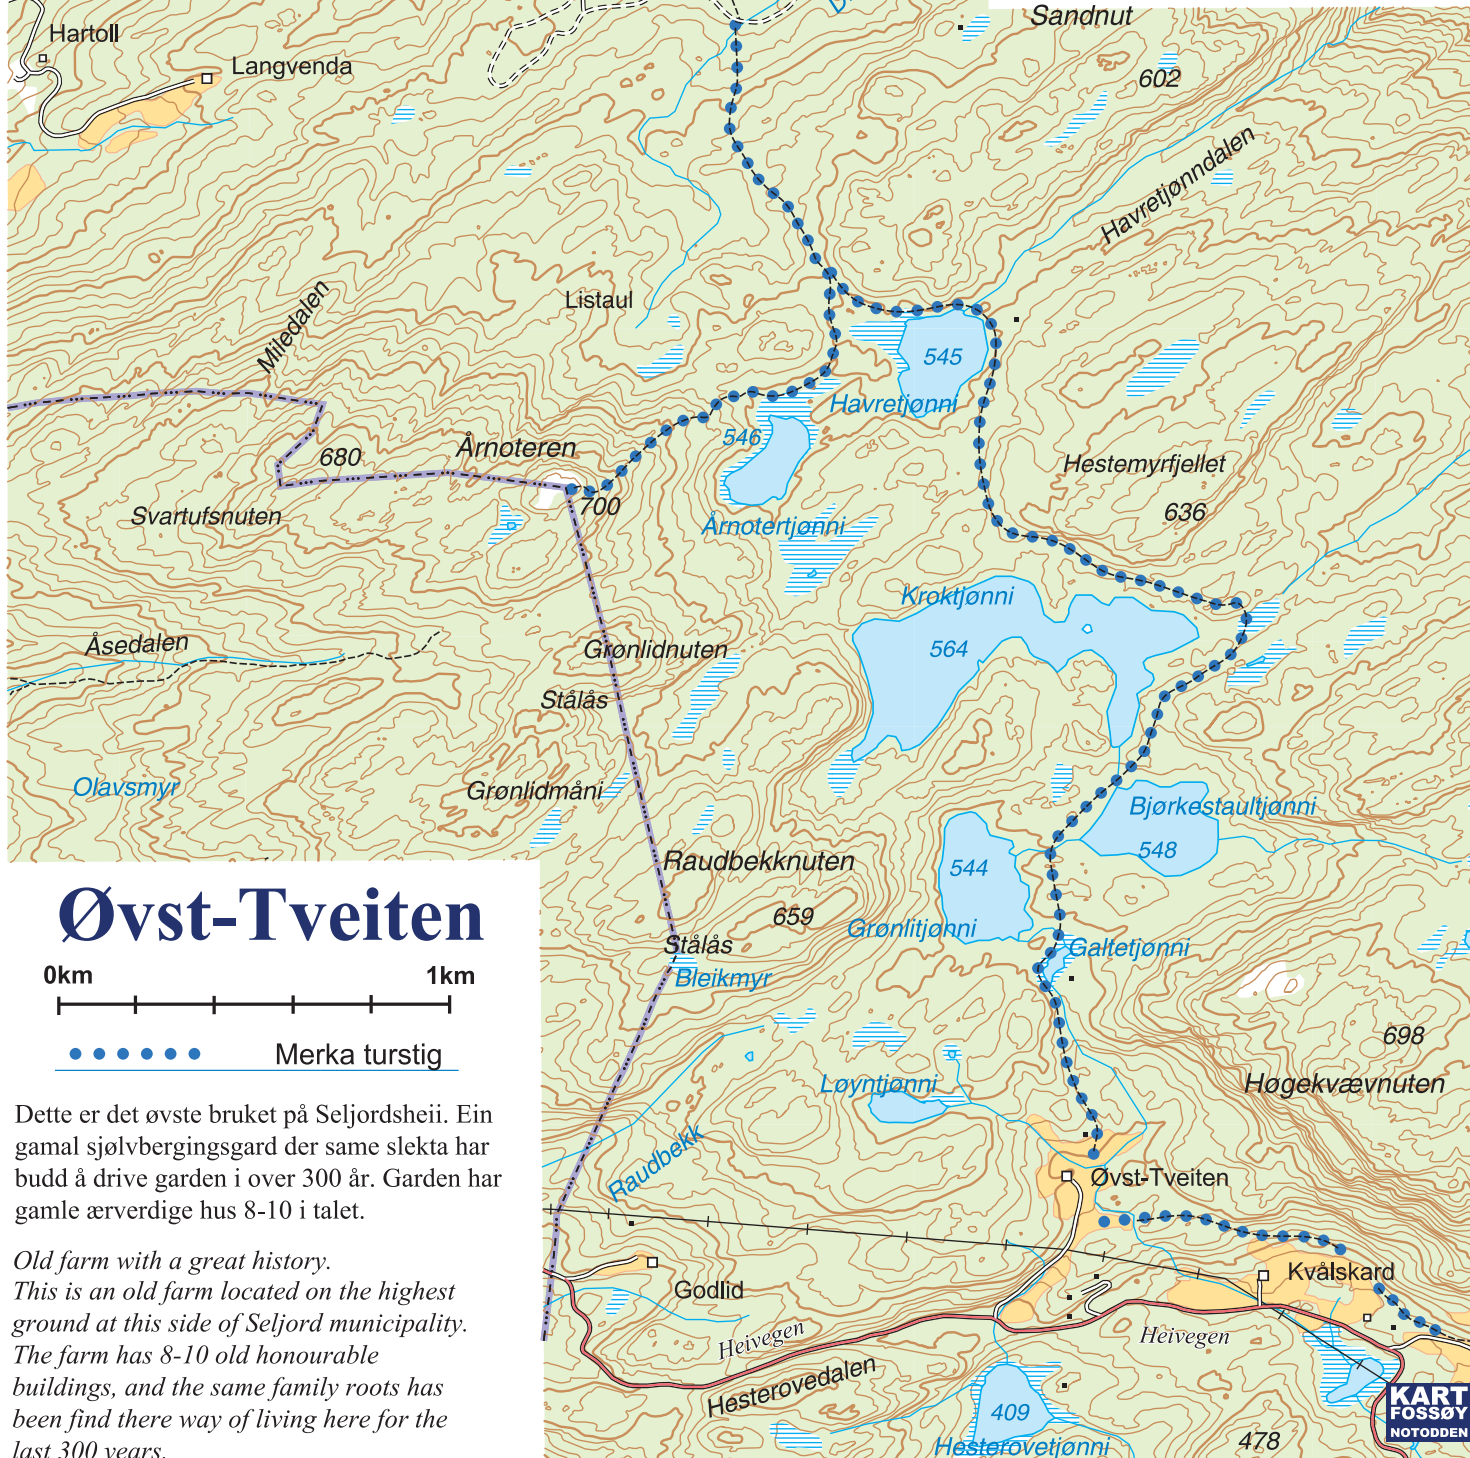 Sandnut
Hartoll
Langvenda
602
Havretjønndalen
Miledalen
Listaul
545
Havretjønni
680
Årnoteren
546
Hestemyrfjellet
700
636
Svartufsnuten
Årnotertjønni
Kroktjønni
564
Åsedalen
Grønlidnuten
Stålås
Olavsmyr
Grønlidmåni
Bjørkestaultjønni
548
Raudbekknuten
544
659
Grønlitjønni
Galtetjønni
Stålås
Bleikmyr
698
Høgekvævnuten
Løyntjønni
Raudbekk
Øvst-Tveiten
Kvålskard
Godlid
Heivegen
Heivegen
Hesterovedalen
409
Hesterovetjønni
478
Øvst-Tveiten
0km 1km
Merka turstig
Dette er det øvste bruket på Seljordsheii. Ein
gamal sjølvbergingsgard der same slekta har
budd å drive garden i over 300 år. Garden har
gamle ærverdige hus 8-10 i talet.
Old farm with a great history.
This is an old farm located on the highest
ground at this side of Seljord municipality.
The farm has 8-10 old honourable
buildings, and the same family roots has
been find there way of living here for the
last 300 years.
KART
FOSSØY
NOTODDEN